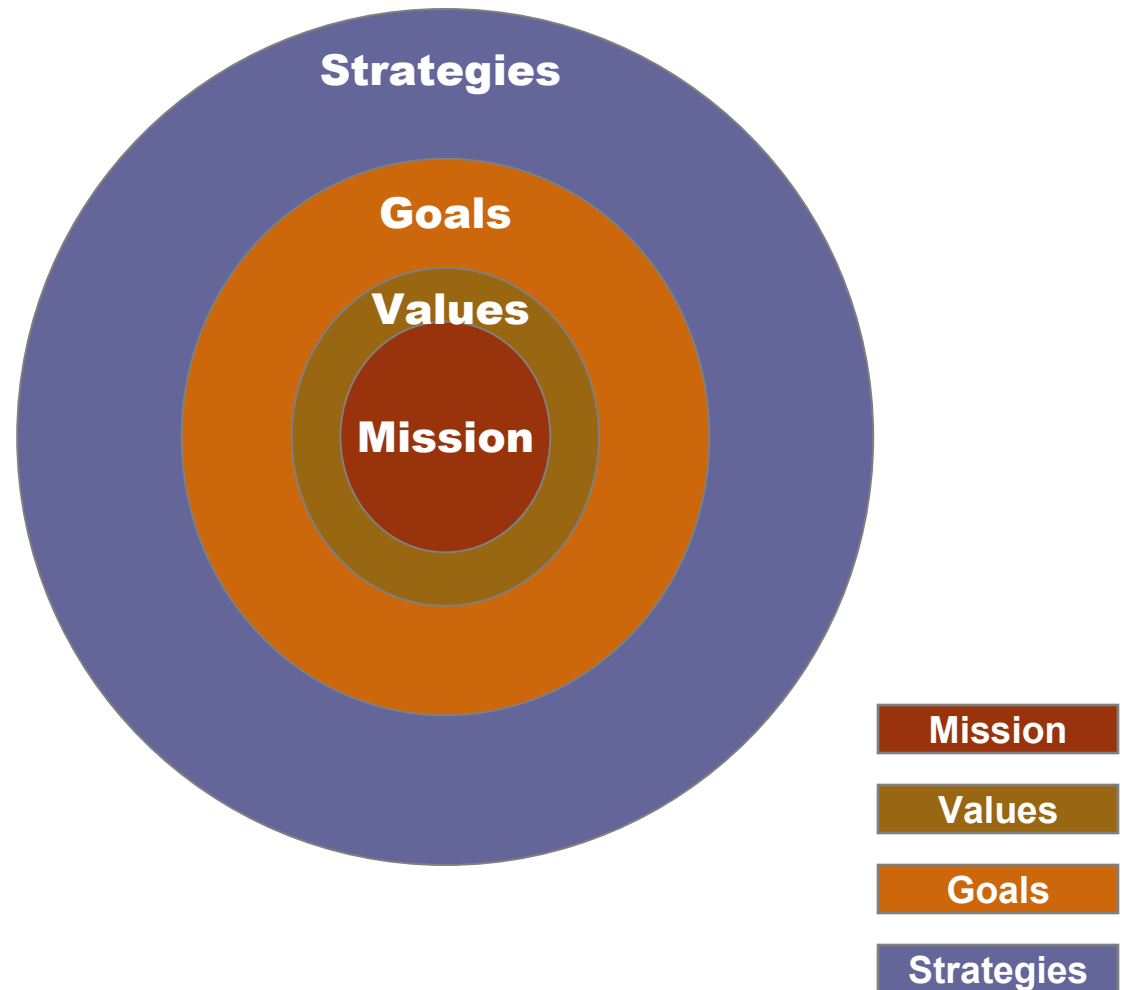 Strategies
Goals
Values
Mission
Mission
Values
Goals
Strategies